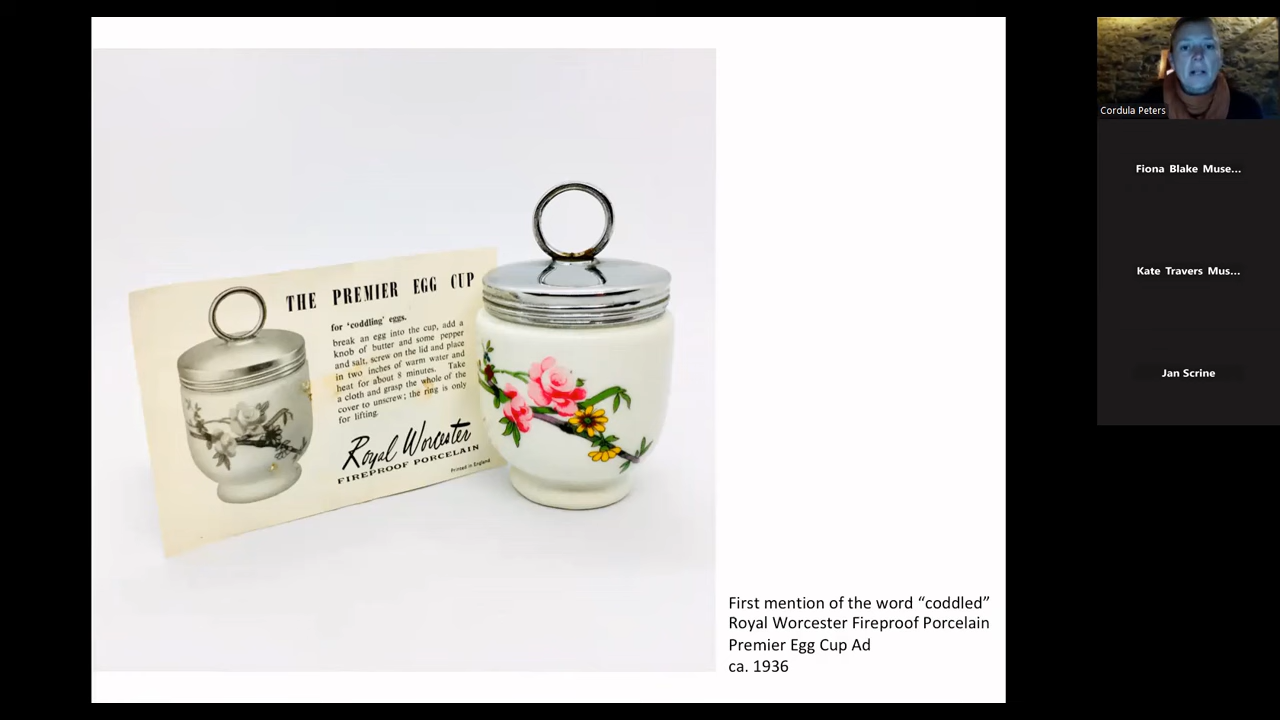 THE PREMIER EGG CUP
for 'coddling' eggs.
break an egg into the cup, add a
knob of butter and some pepper
and salt, screw on the lid and place
in two inches of warm water and
heat for about 8 minutes. Take
a cloth and grasp the whole of the
cover to unscrew; the ring is only
for lifting.
Royal Worcester
FIREPROOF PORCELAIN
Printed in England
First mention of the word “coddled”
Royal Worcester Fireproof Porcelain
Premier Egg Cup Ad
ca. 1936
Cordula Peters
Fiona Blake Muse...
Kate Travers Mus...
Jan Scrine